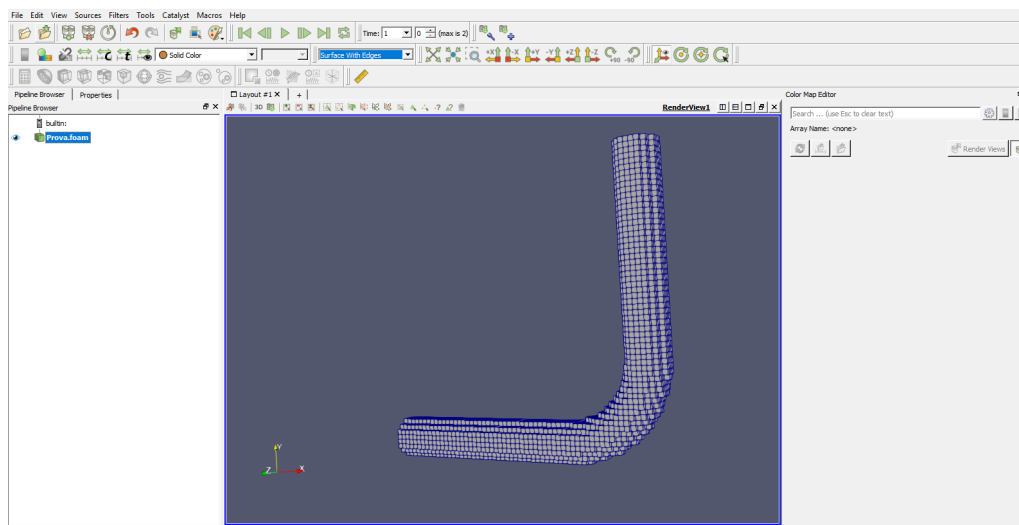 File Edit View Sources Filters Tools Catalyst Macros Help
Time: 1 0 (max is 2)
Solid Color Surface With Edges +X -X +Y -Y +Z -Z +90 -90
Pipeline Browser Properties Layout #1 X + Color Map Editor
Pipeline Browser 3D RenderView1
builtin: Search ... (use Esc to clear text)
Prova.foam Array Name: <none>
Render Views
Y
Z X